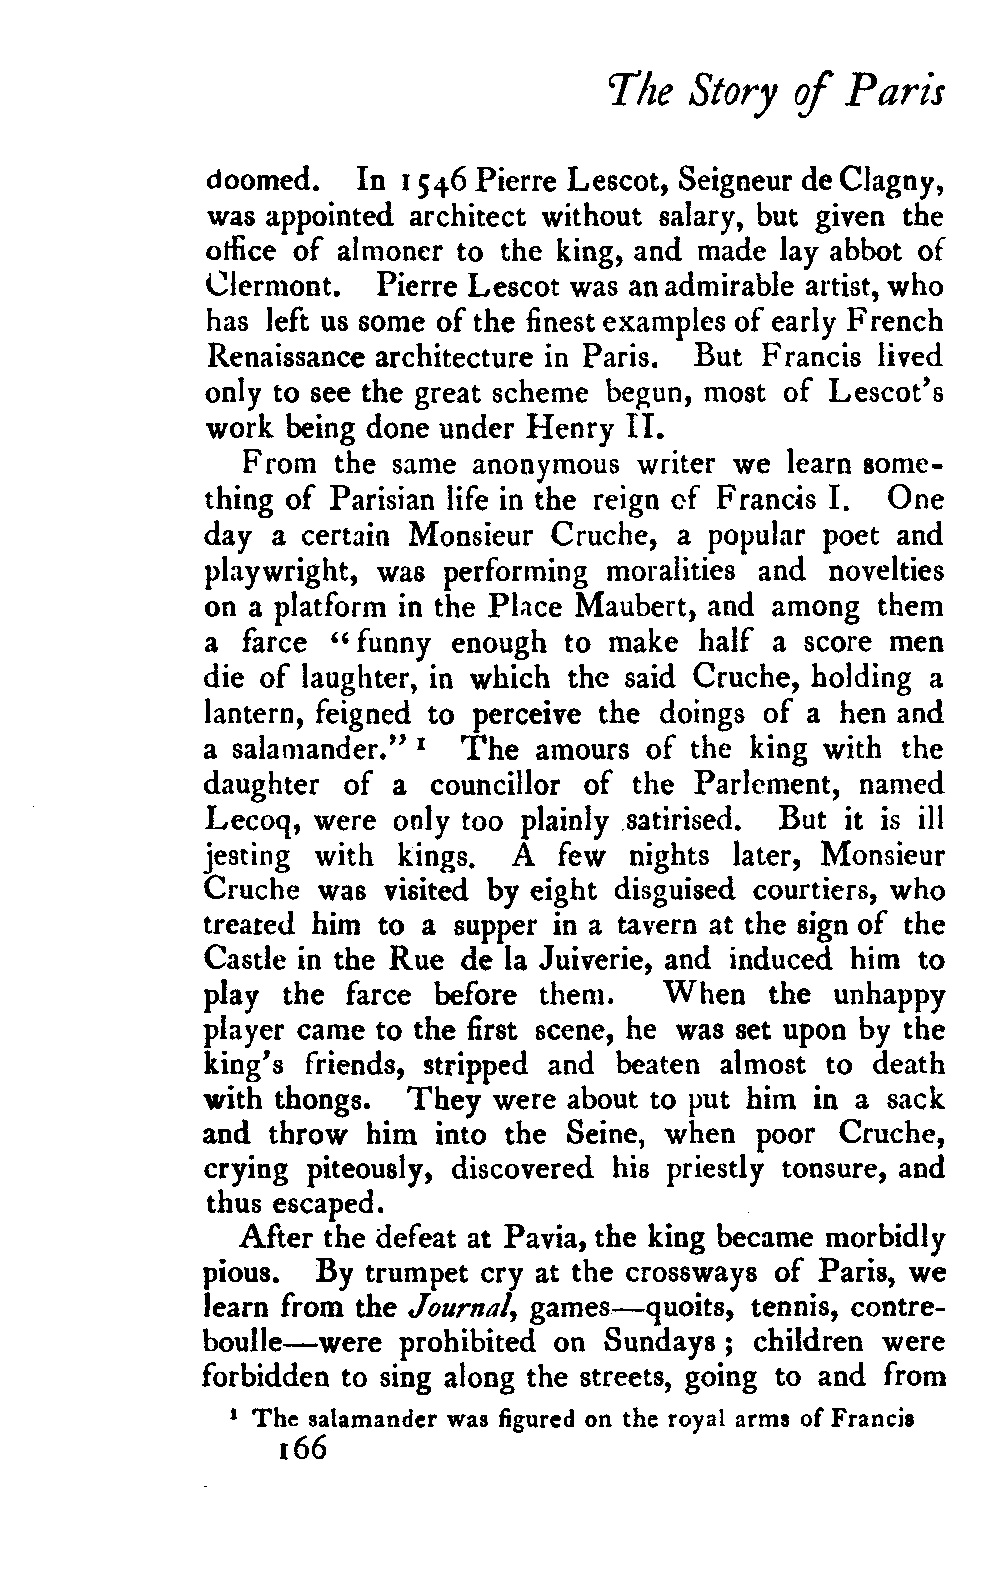 The Story of Paris
doomed. In 1546 Pierre Lescot, Seigneur de Clagny,
was appointed architect without salary, but given the
office of almoner to the king, and made lay abbot of
Clermont. Pierre Lescot was an admirable artist, who
has left us some of the finest examples of early French
Renaissance architecture in Paris. But Francis lived
only to see the great scheme begun, most of Lescot's
work being done under Henry II.
From the same anonymous writer we learn some-
thing of Parisian life in the reign of Francis I. One
day a certain Monsieur Cruche, a popular poet and
playwright, was performing moralities and novelties
on a platform in the Place Maubert, and among them
a farce "funny enough to make half a score men
die of laughter, in which the said Cruche, holding a
lantern, feigned to perceive the doings of a hen and
a salamander." 1 The amours of the king with the
daughter of a councillor of the Parlement, named
Lecoq, were only too plainly satirised. But it is ill
jesting with kings. A few nights later, Monsieur
Cruche was visited by eight disguised courtiers, who
treated him to a supper in a tavern at the sign of the
Castle in the Rue de la Juiverie, and induced him to
play the farce before them. When the unhappy
player came to the first scene, he was set upon by the
king's friends, stripped and beaten almost to death
with thongs. They were about to put him in a sack
and throw him into the Seine, when poor Cruche,
crying piteously, discovered his priestly tonsure, and
thus escaped.
After the defeat at Pavia, the king became morbidly
pious. By trumpet cry at the crossways of Paris, we
learn from the Journal, games—quoits, tennis, contre-
boulle—were prohibited on Sundays; children were
forbidden to sing along the streets, going to and from
1 The salamander was figured on the royal arms of Francis
166